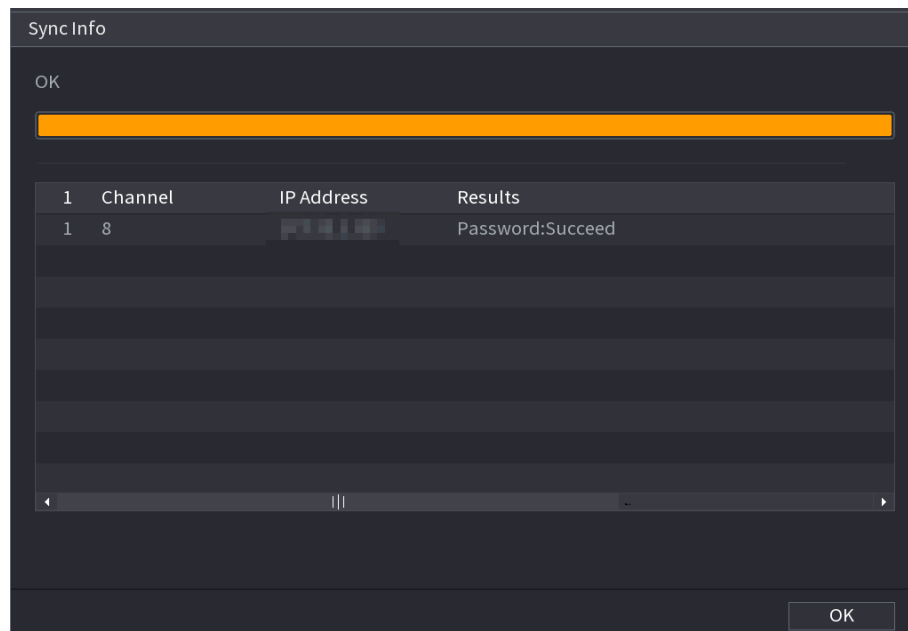 Sync Info
OK
1 Channel IP Address Results
1 8 Password:Succeed
OK